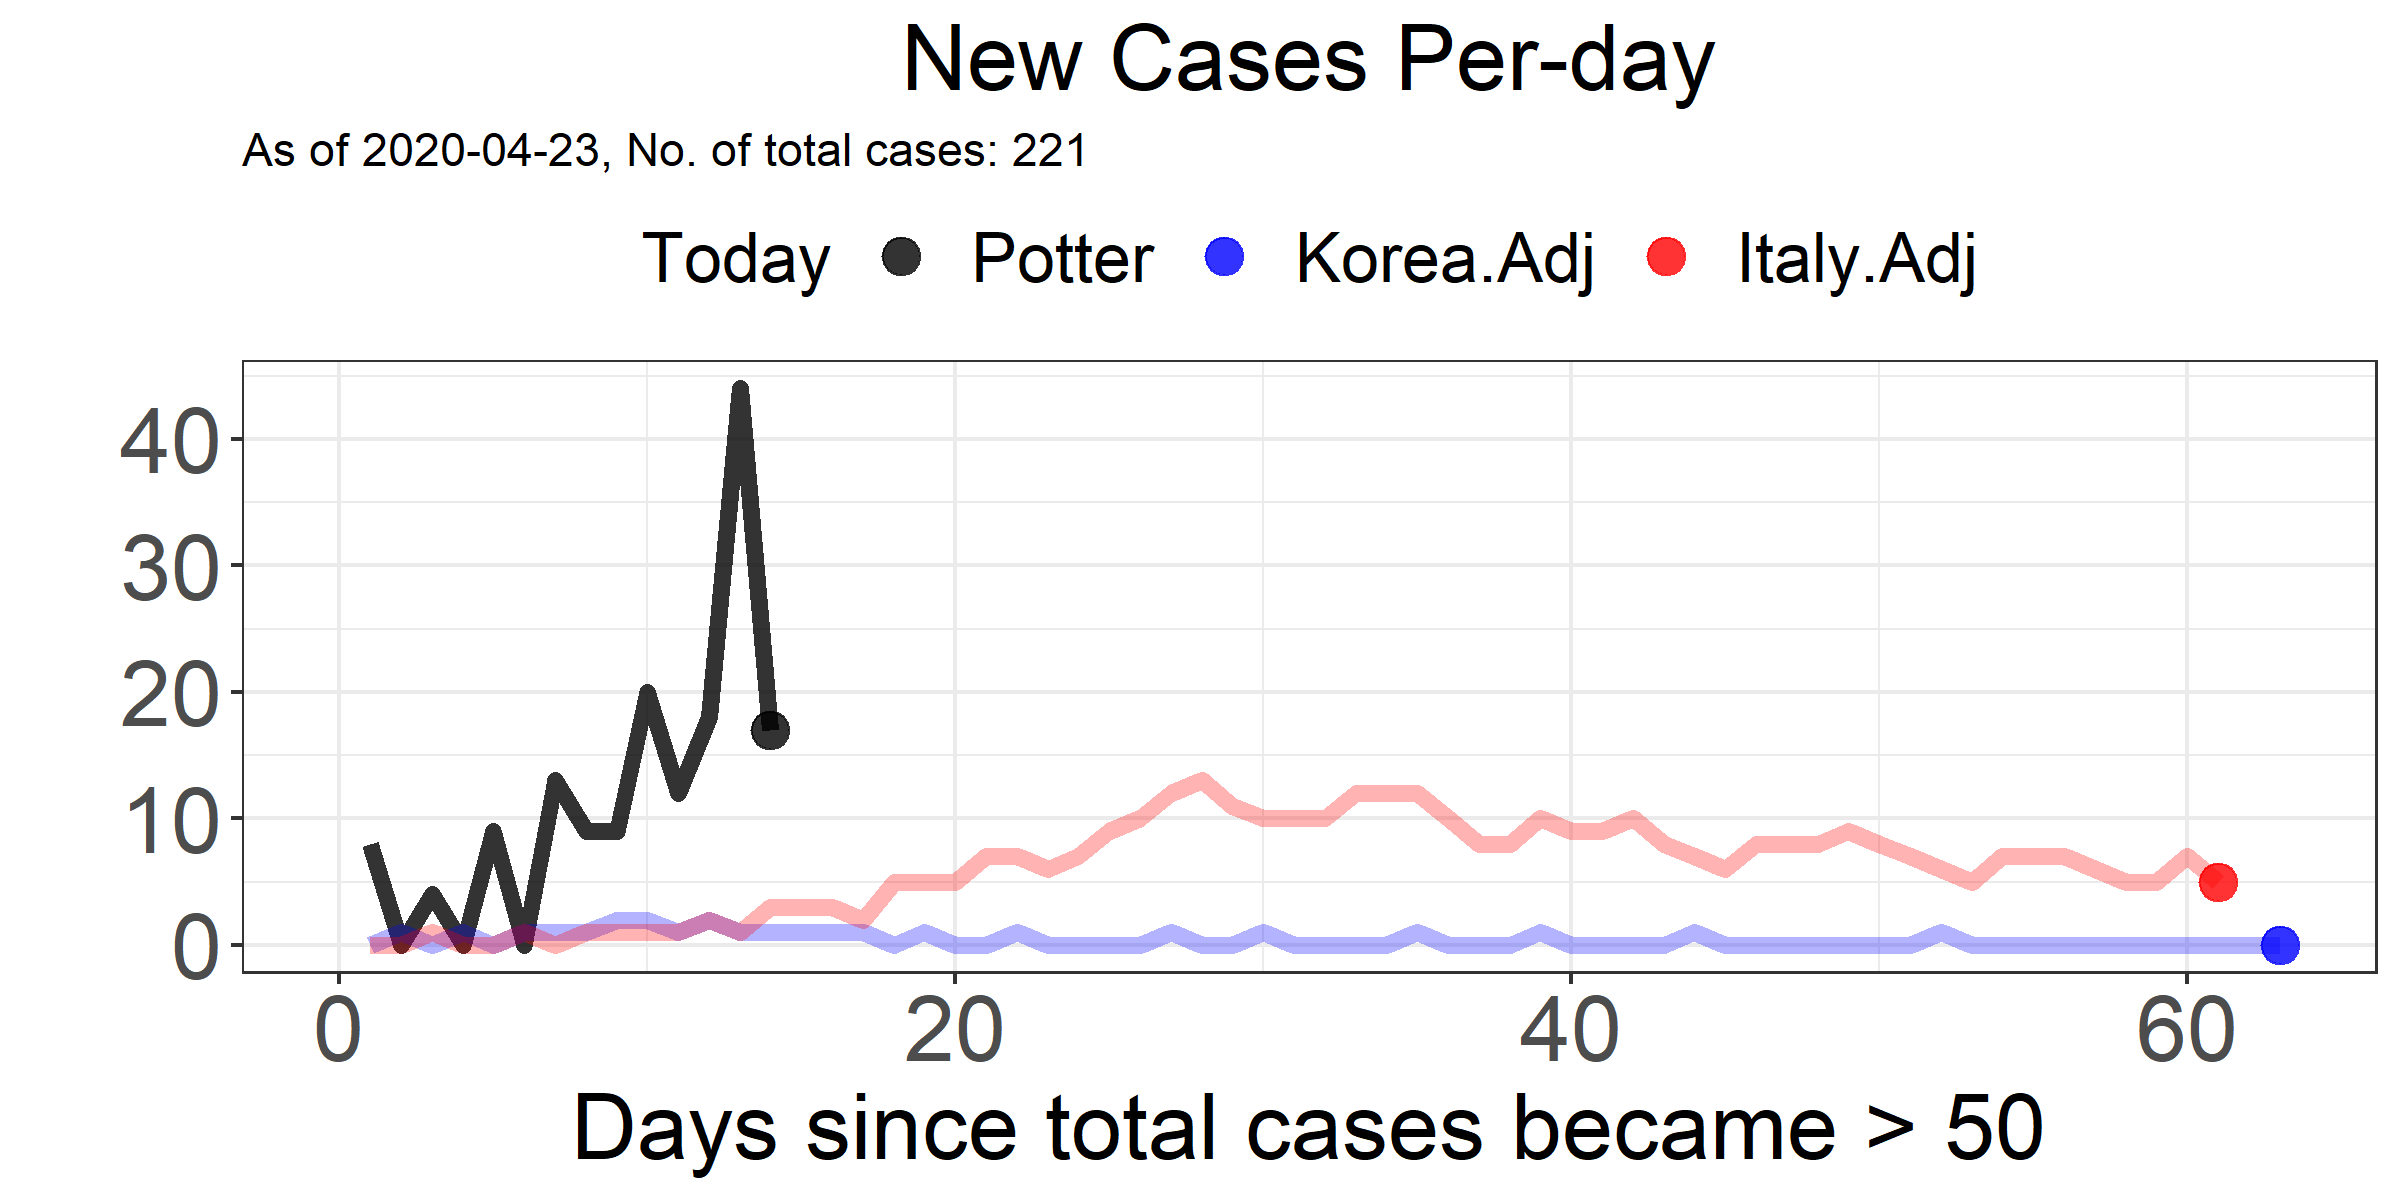 New Cases Per-day
As of 2020-04-23, No. of total cases: 221
Today Potter Korea.Adj Italy.Adj
40
30
20
10
0
0 20 40 60
Days since total cases became > 50